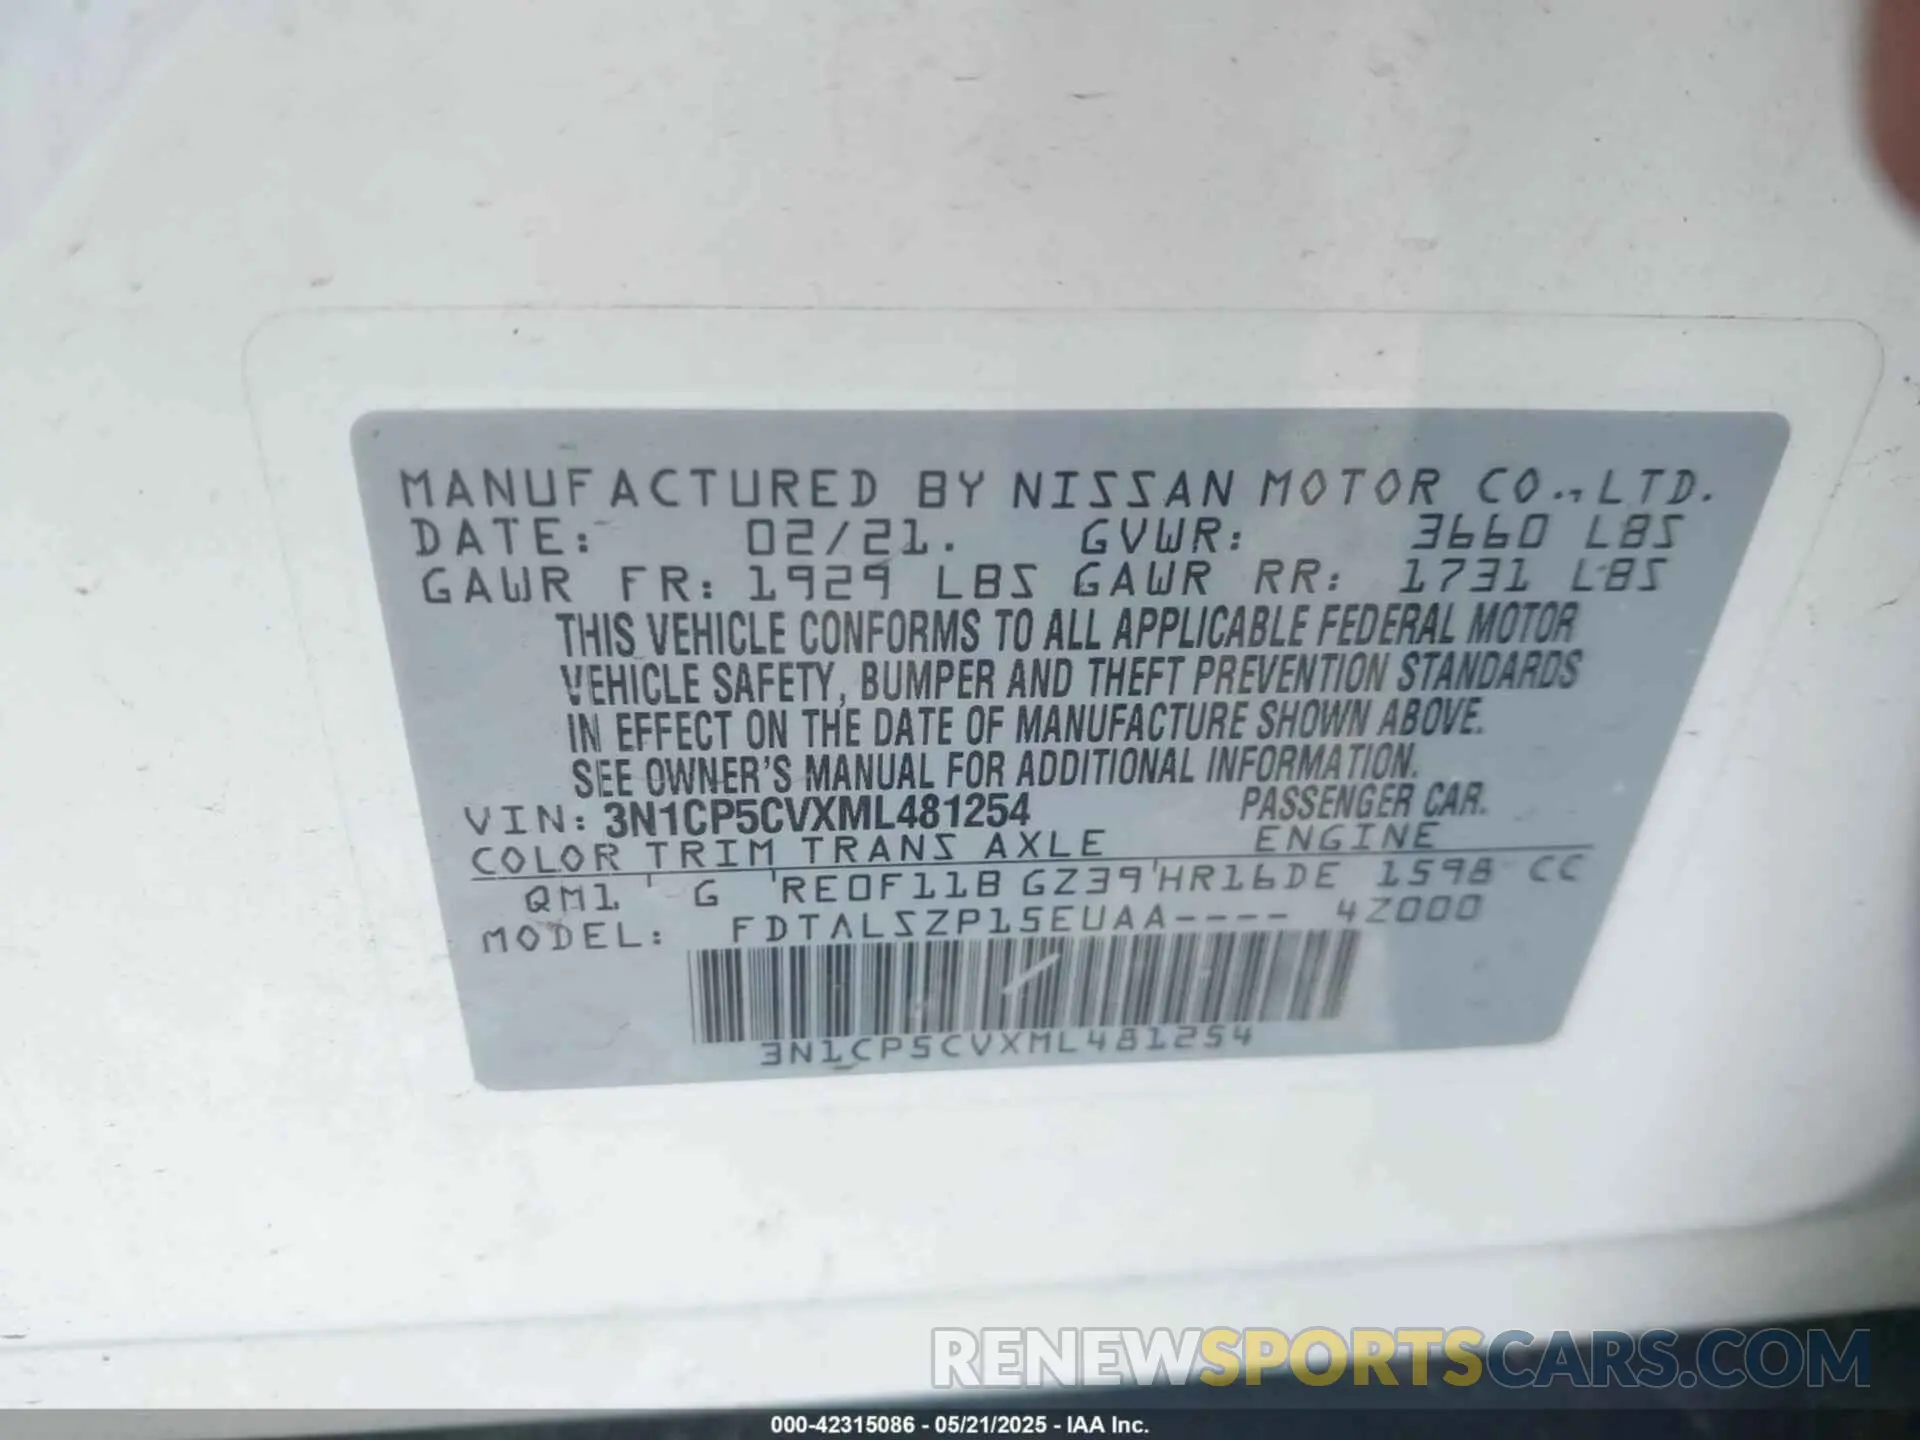 MANUFACTURED BY NISSAN MOTOR CO., LTD.
DATE: 02/21. GVWR: 3660 LBS
GAWR FR: 1929 LBS GAWR RR: 1731 LBS
THIS VEHICLE CONFORMS TO ALL APPLICABLE FEDERAL MOTOR
VEHICLE SAFETY, BUMPER AND THEFT PREVENTION STANDARDS
IN EFFECT ON THE DATE OF MANUFACTURE SHOWN ABOVE.
SEE OWNER'S MANUAL FOR ADDITIONAL INFORMATION.
VIN: 3N1CP5CVXML481254 PASSENGER CAR.
COLOR TRIM TRANS AXLE ENGINE
QM1 ' G 'RE0F11B GZ39'HR16DE 1598 CC
MODEL: FDTALSZP15EUAA---- 4Z000
3N1CP5CVXML481254
RENEWSPORTSCARS.COM
000-42315086 - 05/21/2025 - IAA Inc.